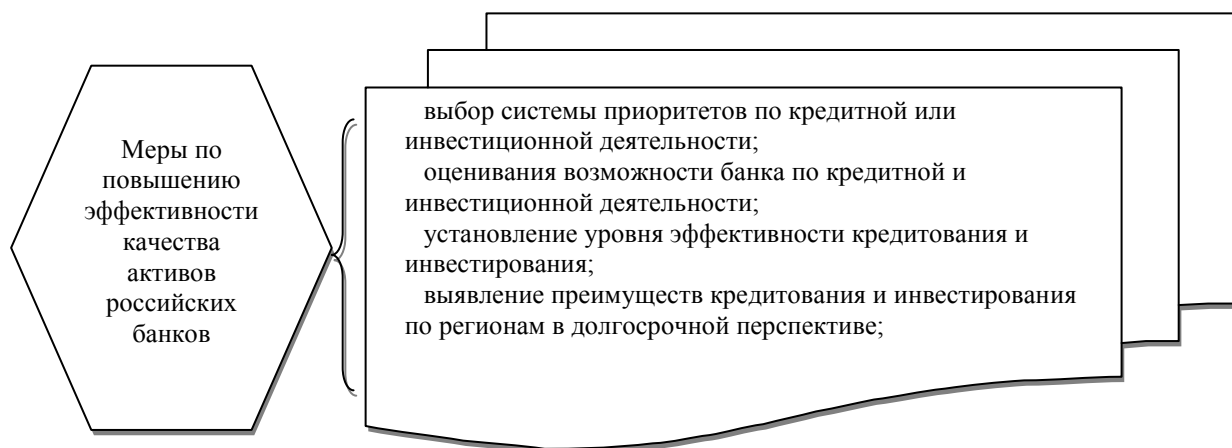 Меры по
повышению
эффективности
качества
активов
российских
банков
выбор системы приоритетов по кредитной или
инвестиционной деятельности;
оценивания возможности банка по кредитной и
инвестиционной деятельности;
установление уровня эффективности кредитования и
инвестирования;
выявление преимуществ кредитования и инвестирования
по регионам в долгосрочной перспективе;